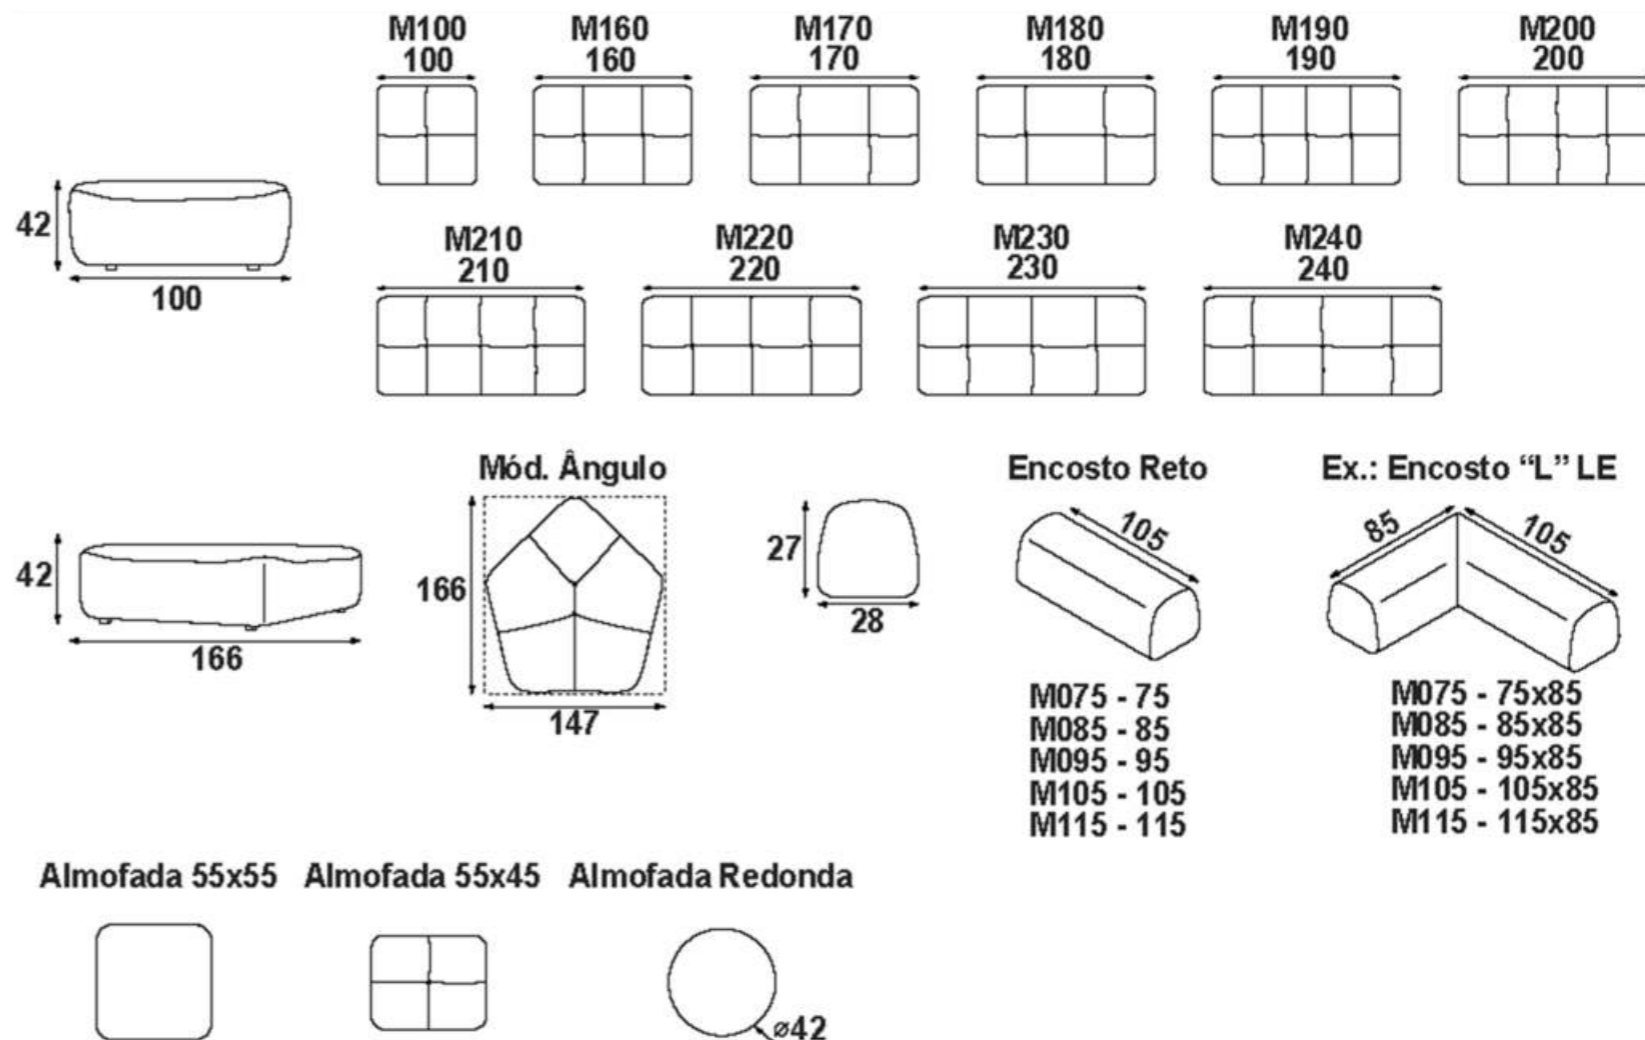 M100 M160 M170 M180 M190 M200
100 160 170 180 190 200
42
100
M210 M220 M230 M240
210 220 230 240
Mód. Ângulo Encosto Reto Ex.: Encosto “L” LE
42
166
166
147
27
28
105
85 105
M075 - 75
M085 - 85
M095 - 95
M105 - 105
M115 - 115
M075 - 75x85
M085 - 85x85
M095 - 95x85
M105 - 105x85
M115 - 115x85
Almofada 55x55 Almofada 55x45 Almofada Redonda
⌀42